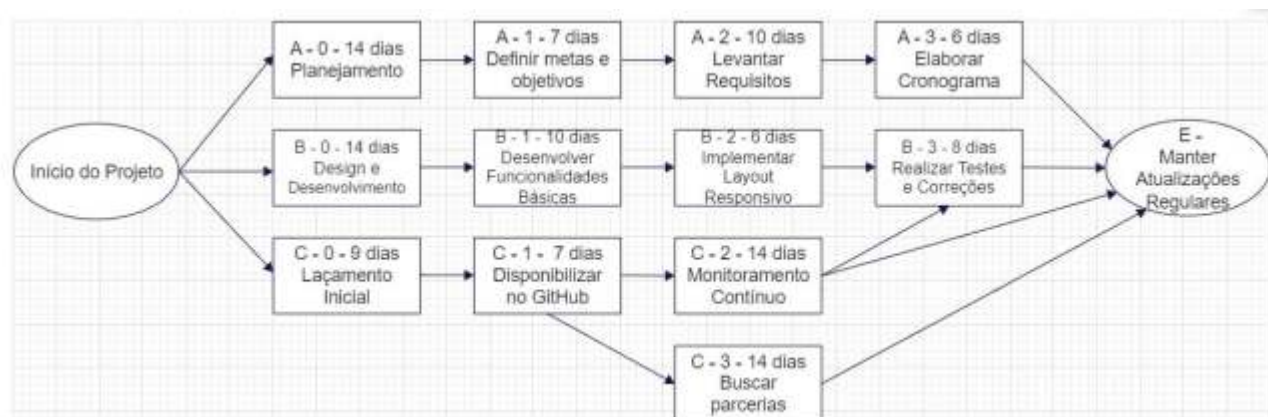 A - 0 - 14 dias
Planejamento
A - 1 - 7 dias
Definir metas e
objetivos
A - 2 - 10 dias
Levantar
Requisitos
A - 3 - 6 dias
Elaborar
Cronograma
Início do Projeto
B - 0 - 14 dias
Design e
Desenvolvimento
B - 1 - 10 dias
Desenvolver
Funcionalidades
Básicas
B - 2 - 6 dias
Implementar
Layout
Responsivo
B - 3 - 8 dias
Realizar Testes
e Correções
E -
Manter
Atualizações
Regulares
C - 0 - 9 dias
Laçamento
Inicial
C - 1 - 7 dias
Disponibilizar
no GitHub
C - 2 - 14 dias
Monitoramento
Contínuo
C - 3 - 14 dias
Buscar
parcerias